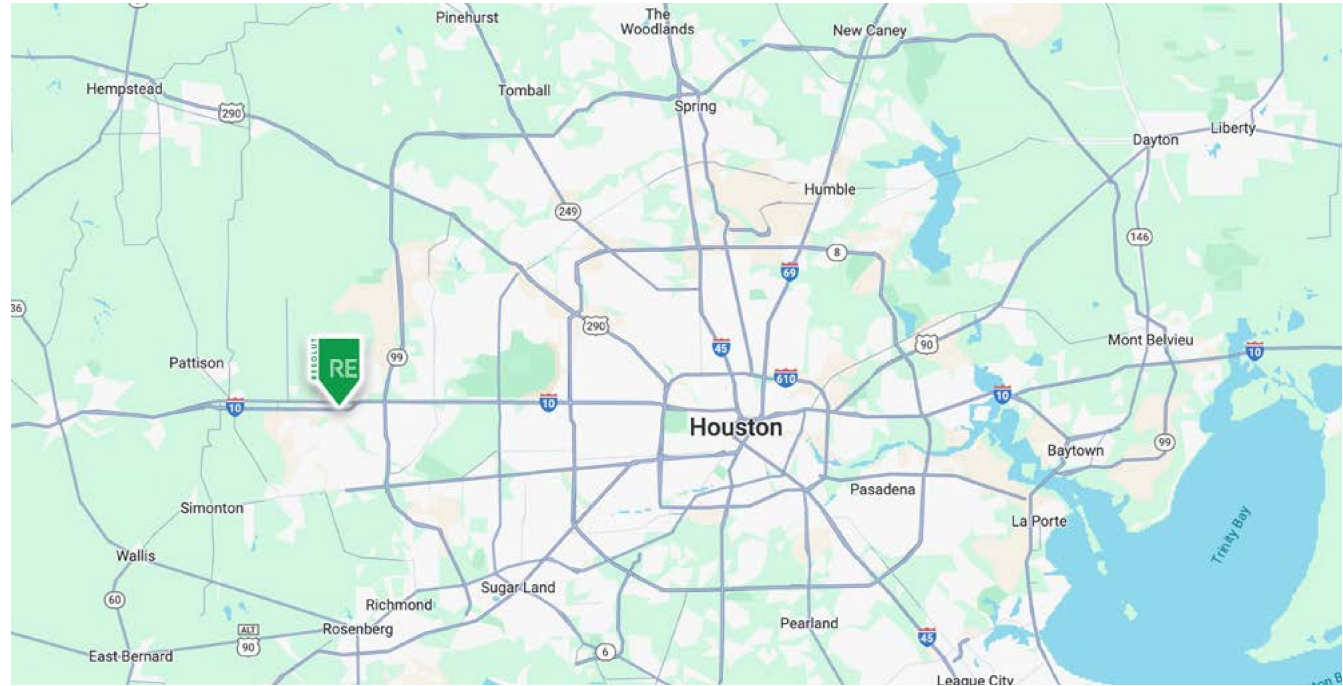 Pinehurst
The
Woodlands
New Caney
Hempstead
290
Tomball
Spring
Dayton
Liberty
Humble
249
146
8
69
36
290
45
90
Mont Belvieu
10
Pattison
RESOLUT
RE
99
610
10
10
10
Houston
99
Baytown
Pasadena
Simonton
La Porte
Trinity Bay
Wallis
Sugar Land
60
Richmond
Rosenberg
Pearland
ALT
90
45
6
East Bernard
League City